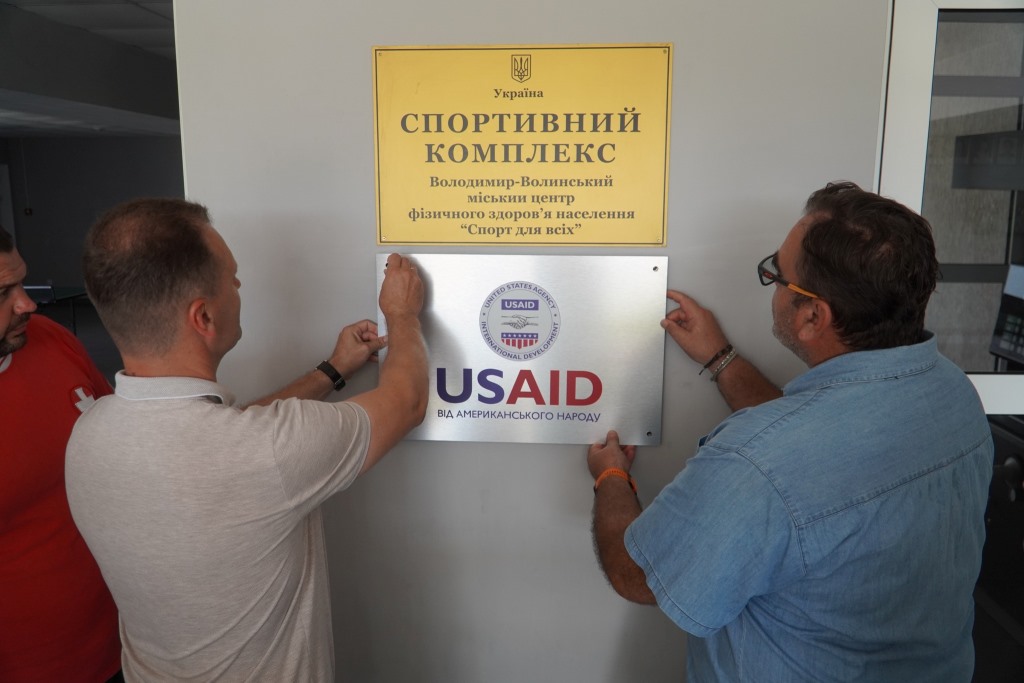 Україна
СПОРТИВНИЙ
КОМПЛЕКС
Володимир-Волинський
міський центр
фізичного здоров'я населення
“Спорт для всіх”
UNITED STATES AGENCY
USAID
INTERNATIONAL DEVELOPMENT
USAID
ВІД АМЕРИКАНСЬКОГО НАРОДУ